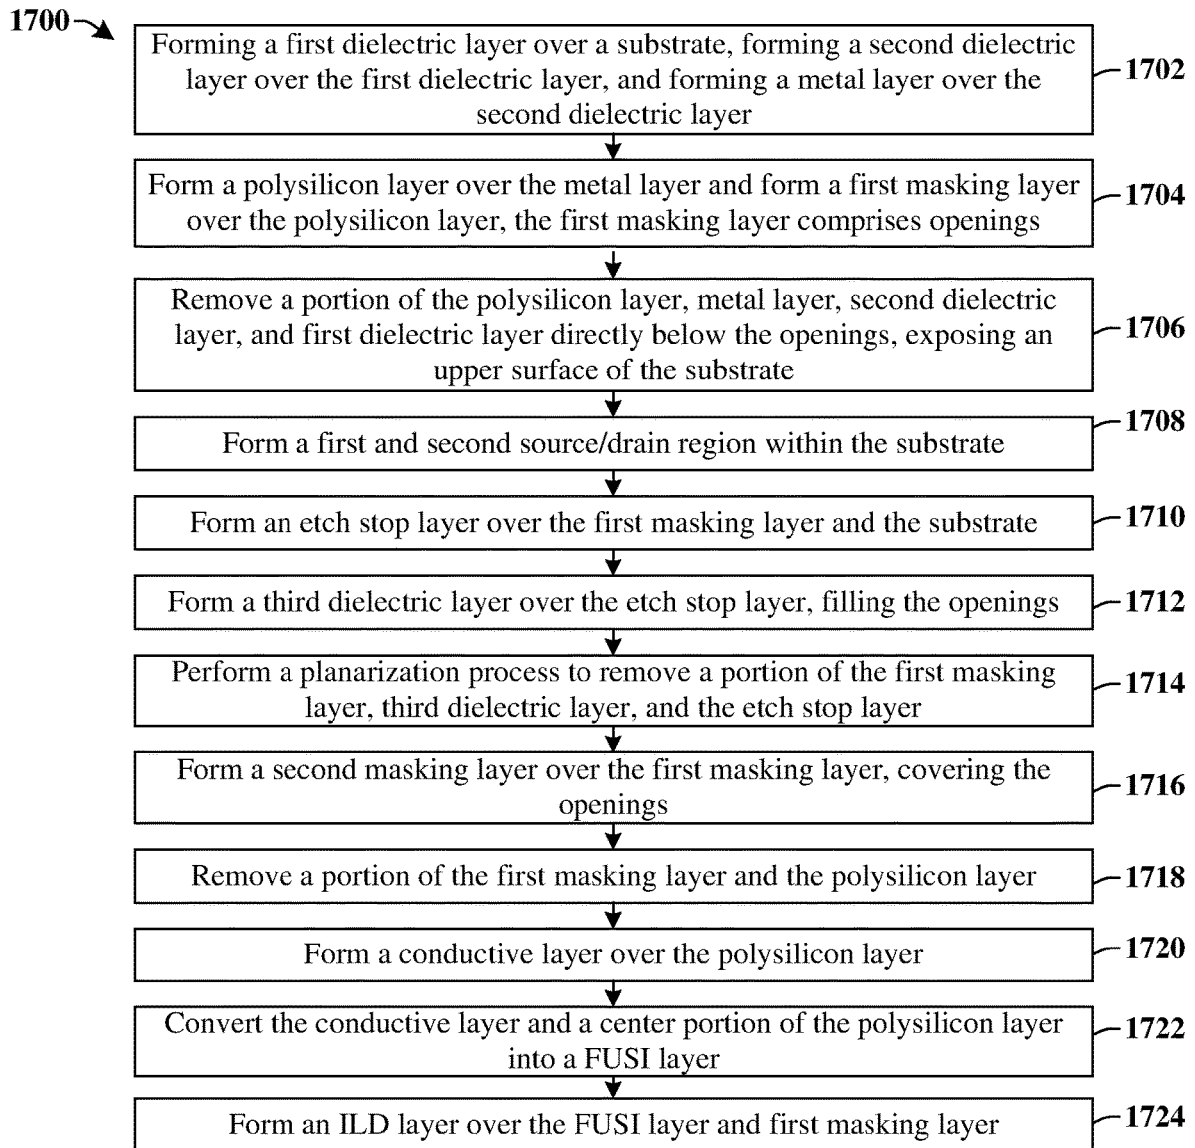 1700
Forming a first dielectric layer over a substrate, forming a second dielectric
layer over the first dielectric layer, and forming a metal layer over the
second dielectric layer
1702
Form a polysilicon layer over the metal layer and form a first masking layer
over the polysilicon layer, the first masking layer comprises openings
1704
Remove a portion of the polysilicon layer, metal layer, second dielectric
layer, and first dielectric layer directly below the openings, exposing an
upper surface of the substrate
1706
Form a first and second source/drain region within the substrate
1708
Form an etch stop layer over the first masking layer and the substrate
1710
Form a third dielectric layer over the etch stop layer, filling the openings
1712
Perform a planarization process to remove a portion of the first masking
layer, third dielectric layer, and the etch stop layer
1714
Form a second masking layer over the first masking layer, covering the
openings
1716
Remove a portion of the first masking layer and the polysilicon layer
1718
Form a conductive layer over the polysilicon layer
1720
Convert the conductive layer and a center portion of the polysilicon layer
into a FUSI layer
1722
Form an ILD layer over the FUSI layer and first masking layer
1724